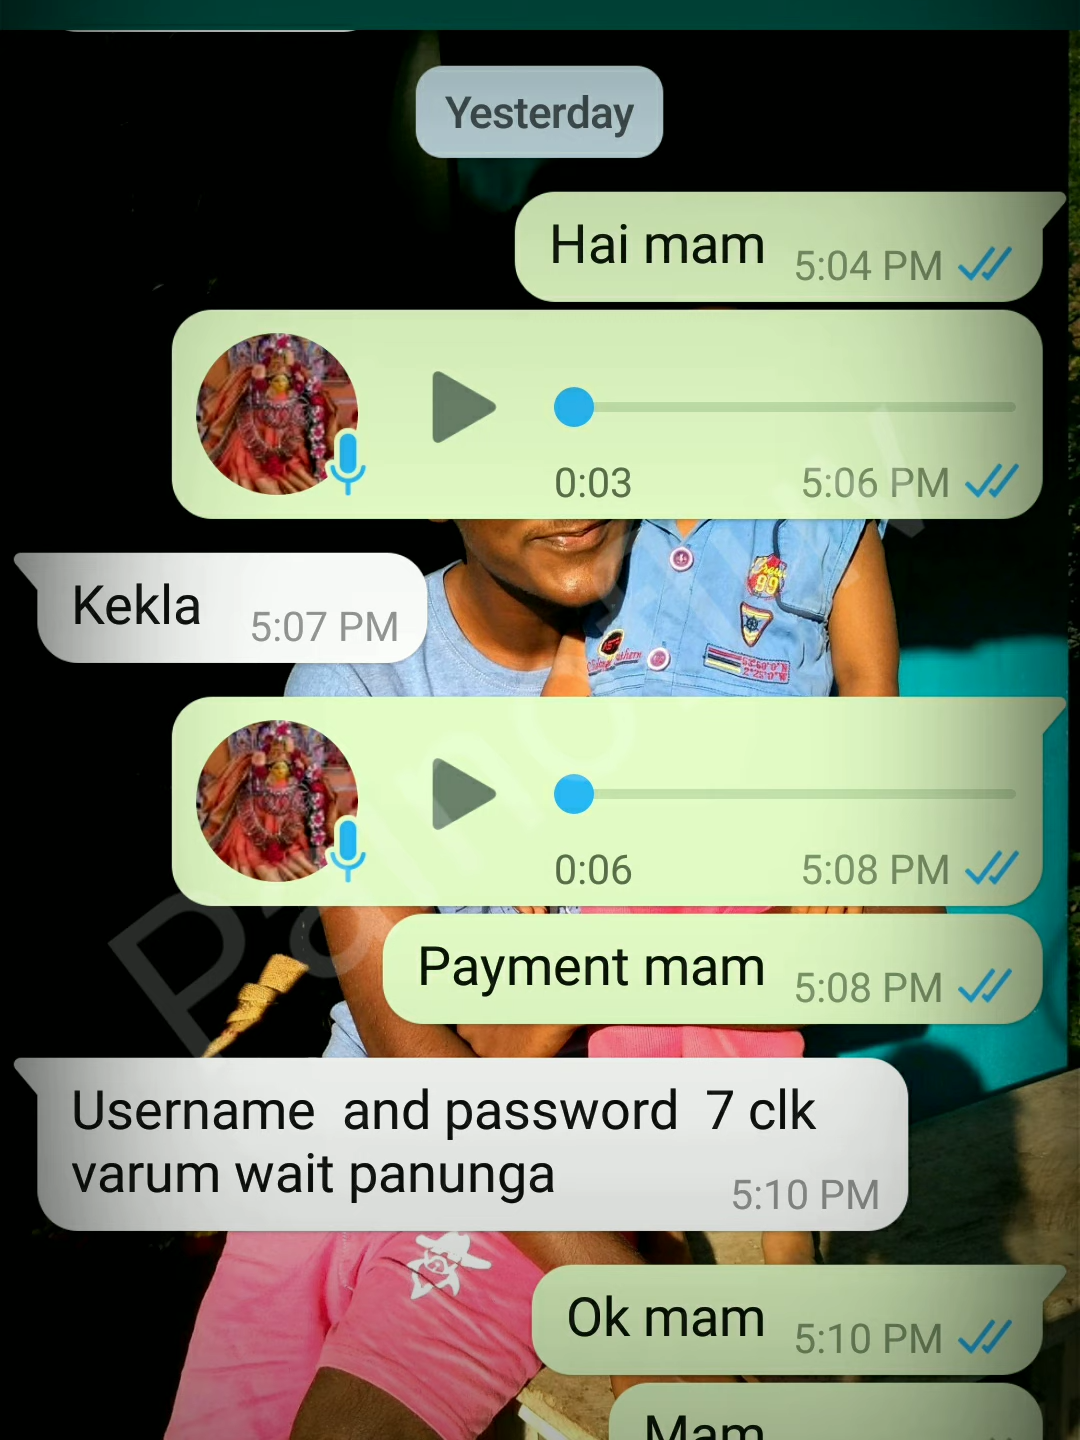 Yesterday
Hai mam 5:04 PM
0:03 5:06 PM
Kekla 5:07 PM
0:06 5:08 PM
Payment mam 5:08 PM
Username and password 7 clk
varum wait panunga 5:10 PM
Ok mam 5:10 PM
Mam